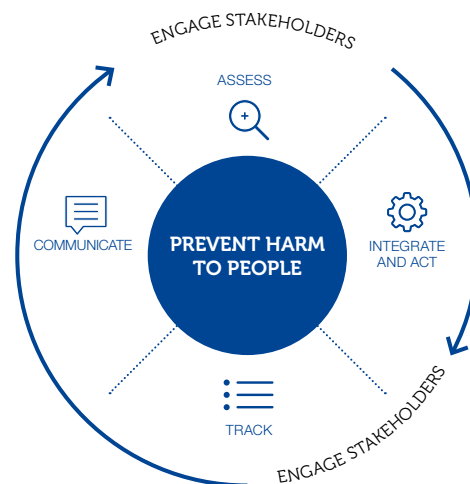 ENGAGE STAKEHOLDERS
ASSESS
COMMUNICATE
PREVENT HARM
TO PEOPLE
INTEGRATE
AND ACT
TRACK
ENGAGE STAKEHOLDERS